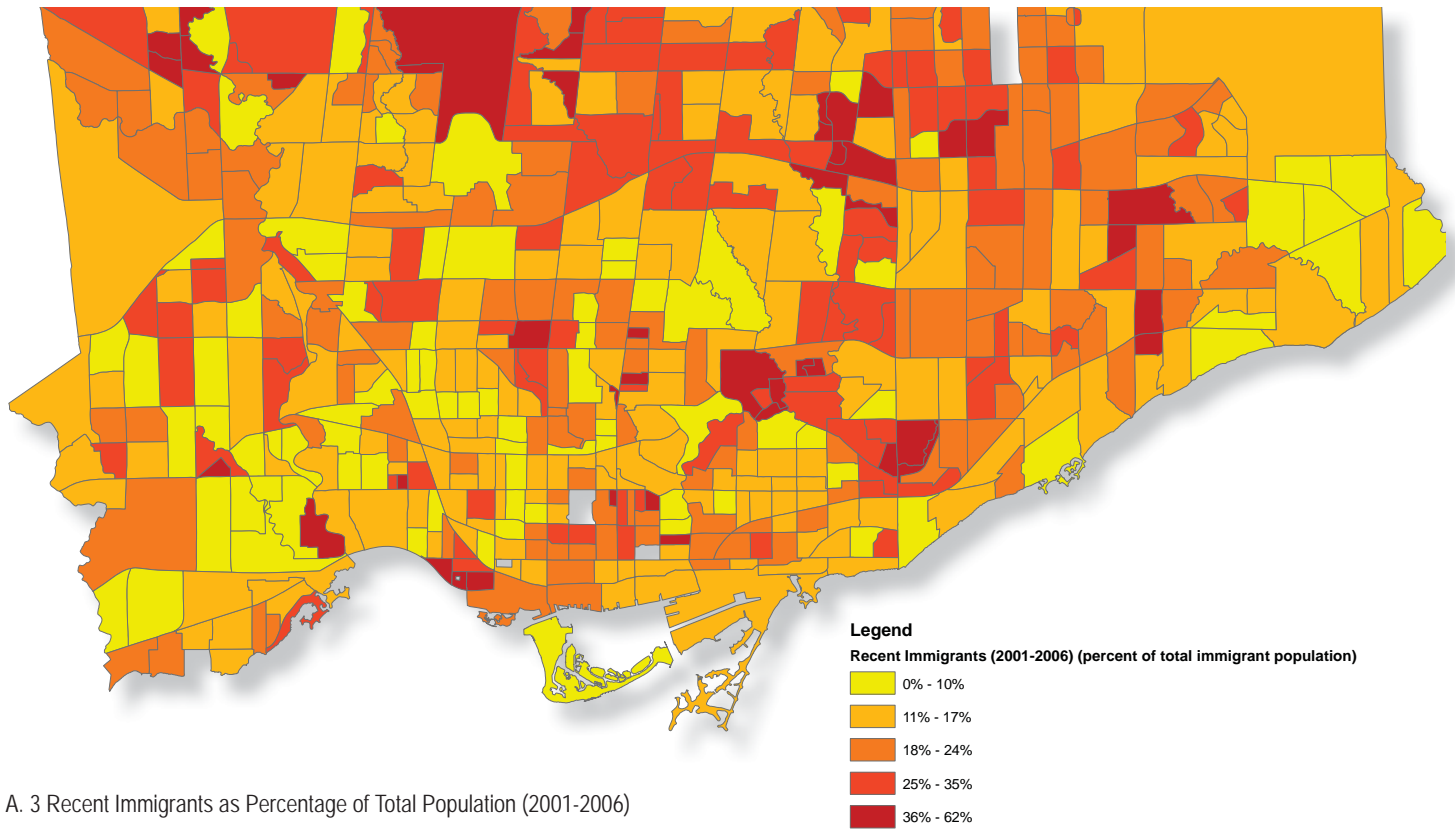 Legend
Recent Immigrants (2001-2006) (percent of total immigrant population)
0% - 10%
11% - 17%
18% - 24%
25% - 35%
36% - 62%
A. 3 Recent Immigrants as Percentage of Total Population (2001-2006)